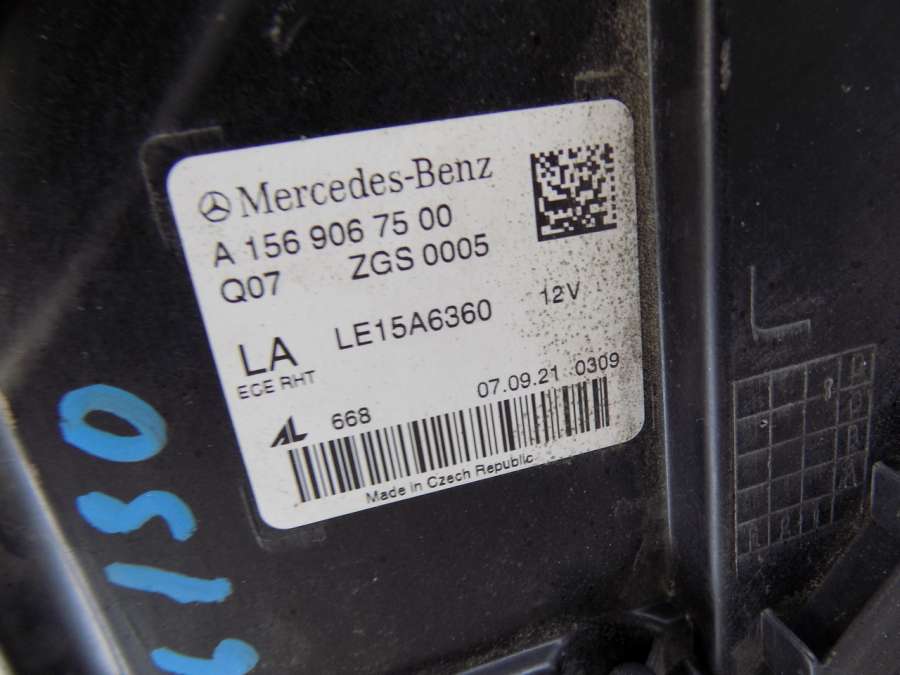 Mercedes-Benz
A 156 906 75 00
Q07 ZGS 0005
LA LE15A6360 12V
ECE RHT
AL 668 07.09.21 0309
Made in Czech Republic
L